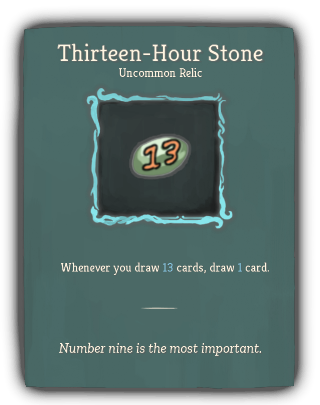 Thirteen-Hour Stone
Uncommon Relic
13
Whenever you draw 13 cards, draw 1 card.
Number nine is the most important.